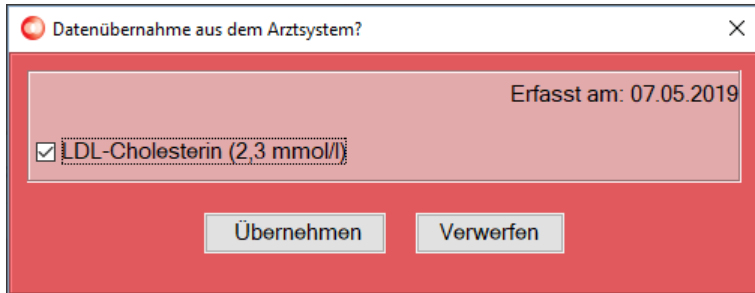 Datenübernahme aus dem Arztsystem?
Erfasst am: 07.05.2019
LDL-Cholesterin (2,3 mmol/l)
Übernehmen Verwerfen